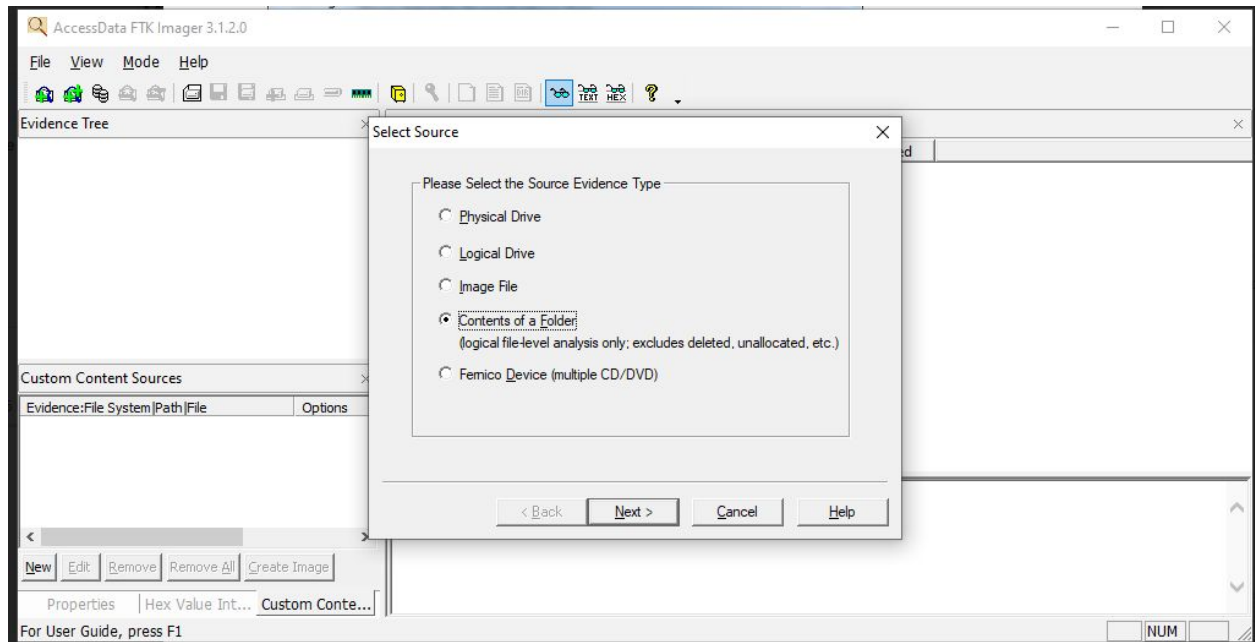 AccessData FTK Imager 3.1.2.0
File View Mode Help
TEXT HEX
Evidence Tree
Select Source
ed
Please Select the Source Evidence Type
Physical Drive
Logical Drive
Image File
Contents of a Folder
(logical file-level analysis only; excludes deleted, unallocated, etc.)
Fernico Device (multiple CD/DVD)
< Back Next > Cancel Help
Custom Content Sources
Evidence:File System|Path|File Options
New Edit Remove Remove All Create Image
Properties Hex Value Int... Custom Conte...
For User Guide, press F1 NUM